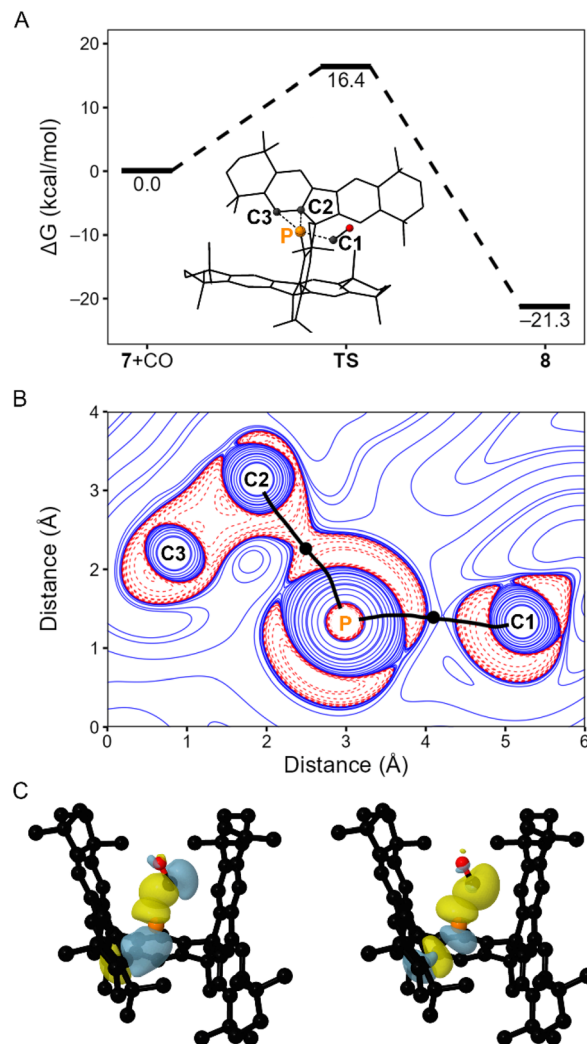 A
20
16.4
10
C3
C2
0
0.0
P
C1
ΔG (kcal/mol)
−10
−20
−21.3
7+CO
TS
8
B
4
C2
3
C3
Distance (Å)
2
P
C1
1
0
0
1
2
3
4
5
6
Distance (Å)
C